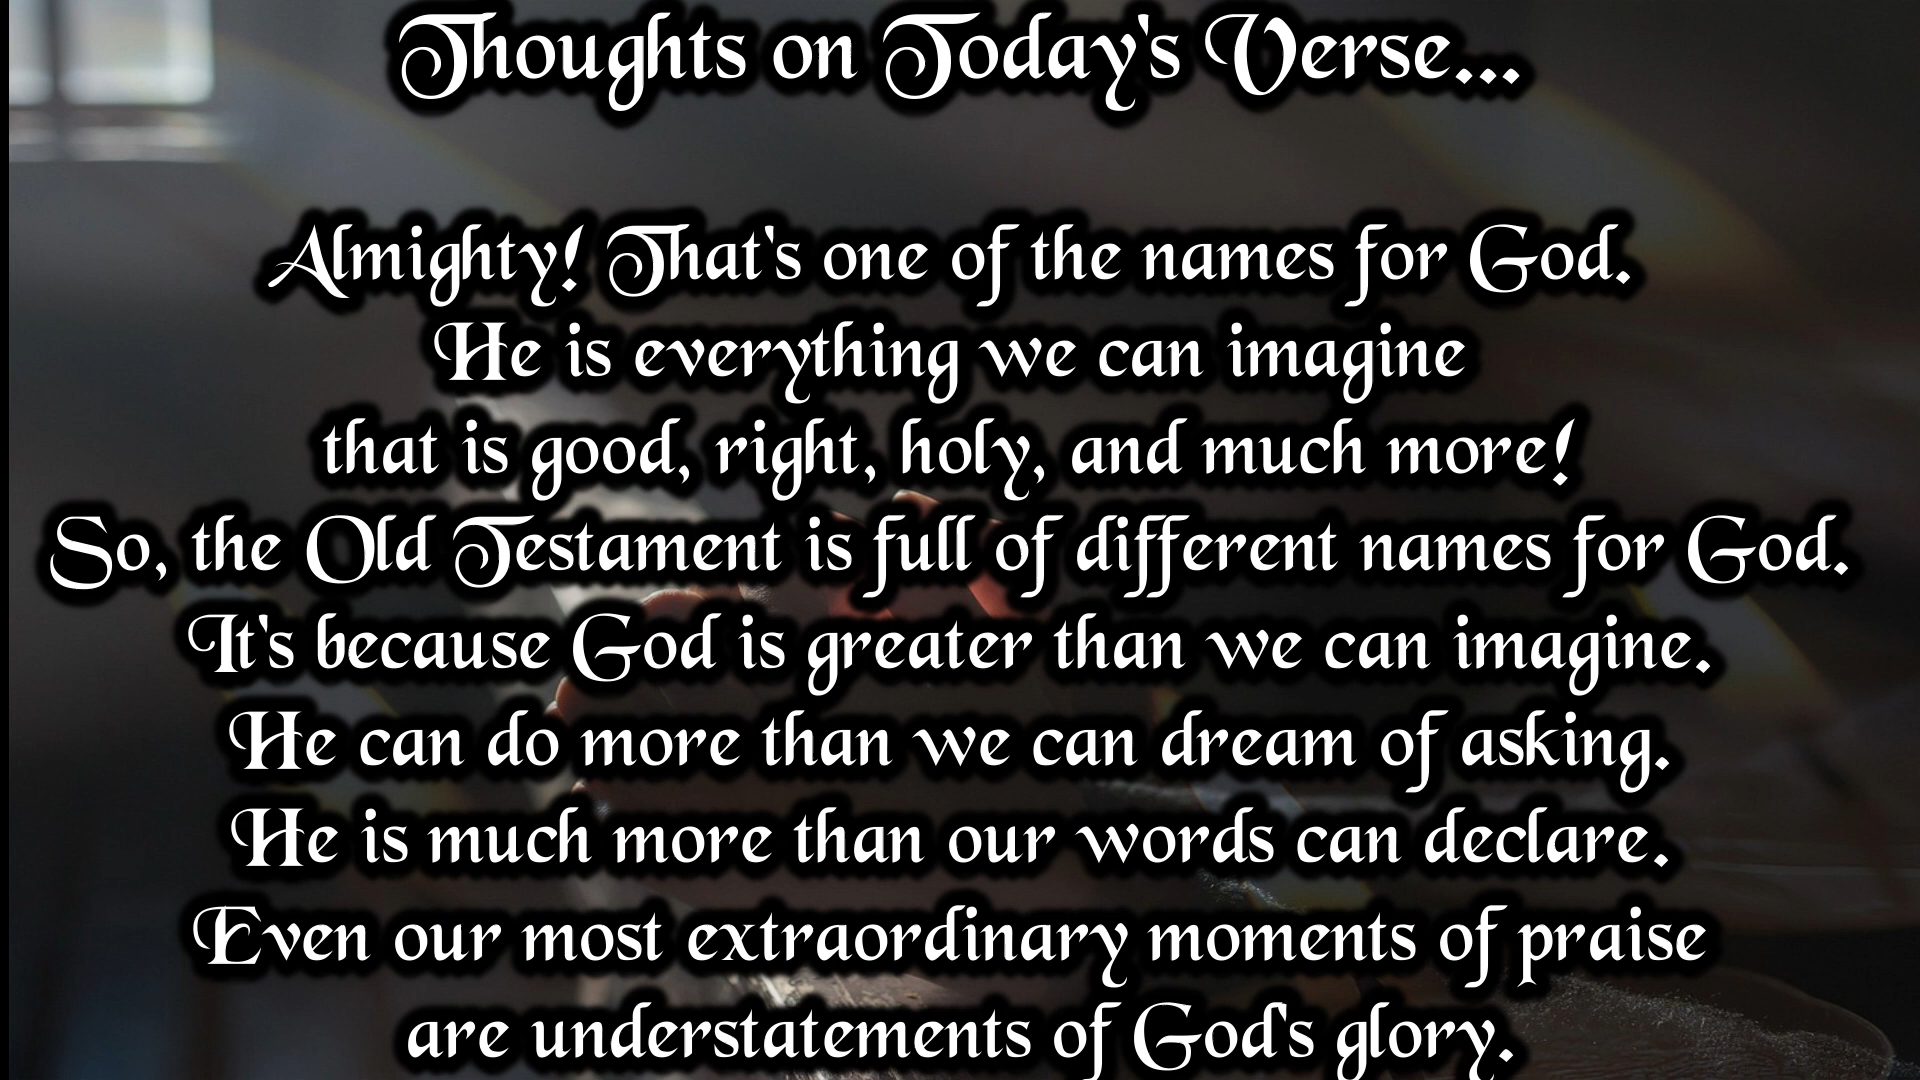 Thoughts on Today's Verse...
Almighty! That's one of the names for God.
He is everything we can imagine
that is good, right, holy, and much more!
So, the Old Testament is full of different names for God.
It's because God is greater than we can imagine.
He can do more than we can dream of asking.
He is much more than our words can declare.
Even our most extraordinary moments of praise
are understatements of God's glory.